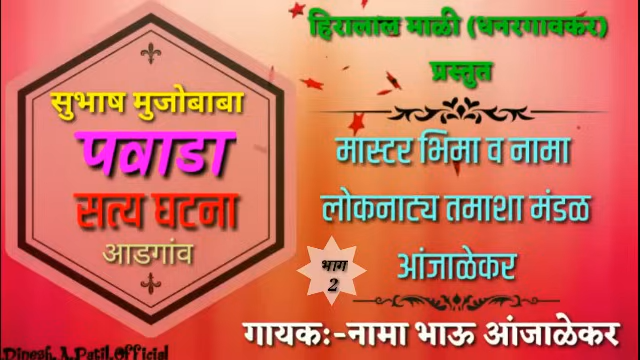 हिरालाल माळी (धनरगावकर)
प्रस्तुत
सुभाष मुजोबाबा
पवाडा
सत्य घटना
आडगांव
मास्टर भिमा व नामा
लोकनाट्य तमाशा मंडळ
आंजाळेकर
भाग
2
गायकः-नामा भाऊ आंजाळेकर
Dinesh.A.Patil.Official